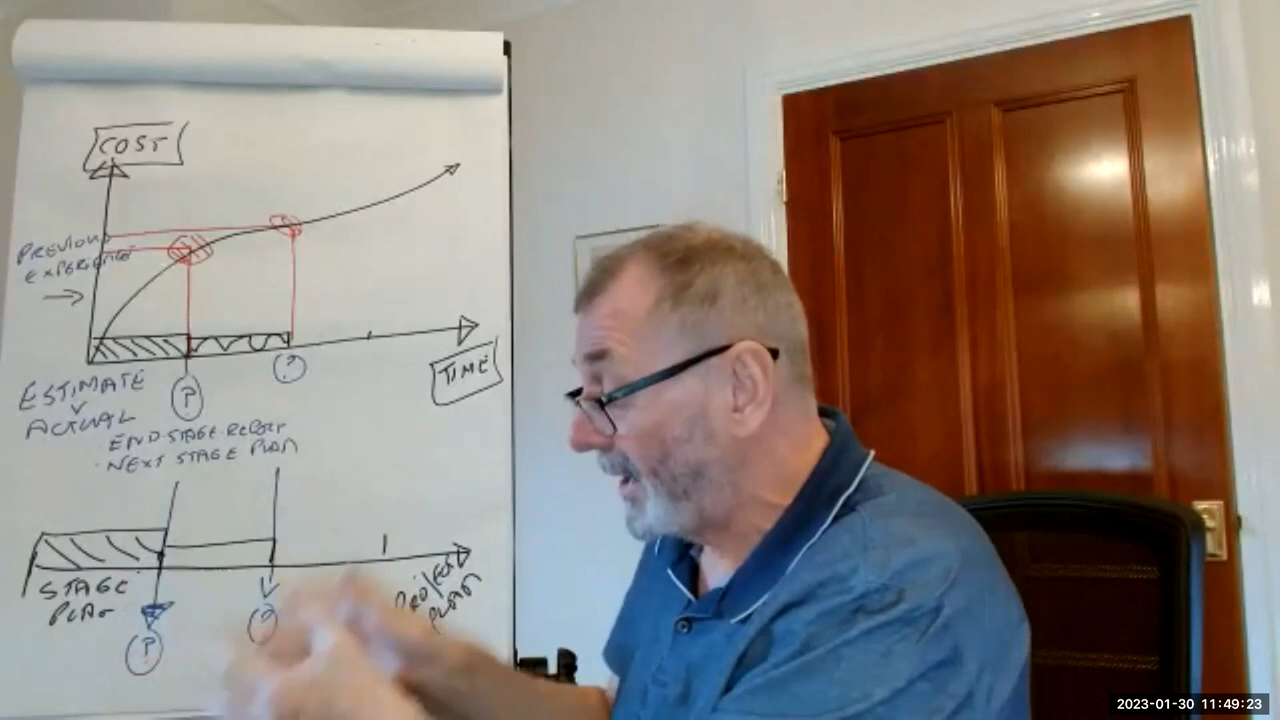 COST
PREVIOUS
EXPERIENCE
TIME
?
?
ESTIMATE
V
ACTUAL
END STAGE REPORT
NEXT STAGE PLAN
STAGE
PLAN
PROJECT
PLAN
?
?
2023-01-30 11:49:23